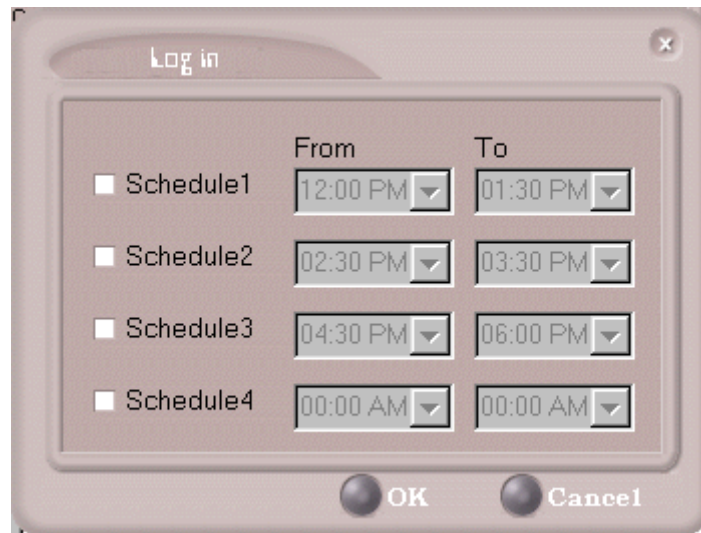 Log in
From To
Schedule1 12:00 PM 01:30 PM
Schedule2 02:30 PM 03:30 PM
Schedule3 04:30 PM 06:00 PM
Schedule4 00:00 AM 00:00 AM
OK Cancel